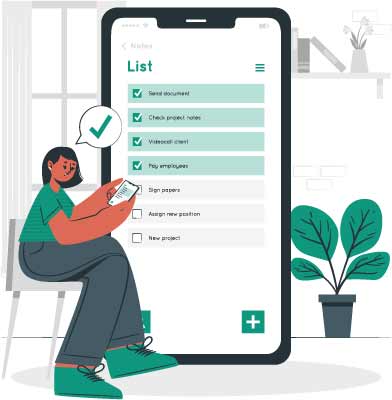 Notes
List
Send document
Check project notes
Videocall client
Pay employees
Sign papers
Assign new position
New project